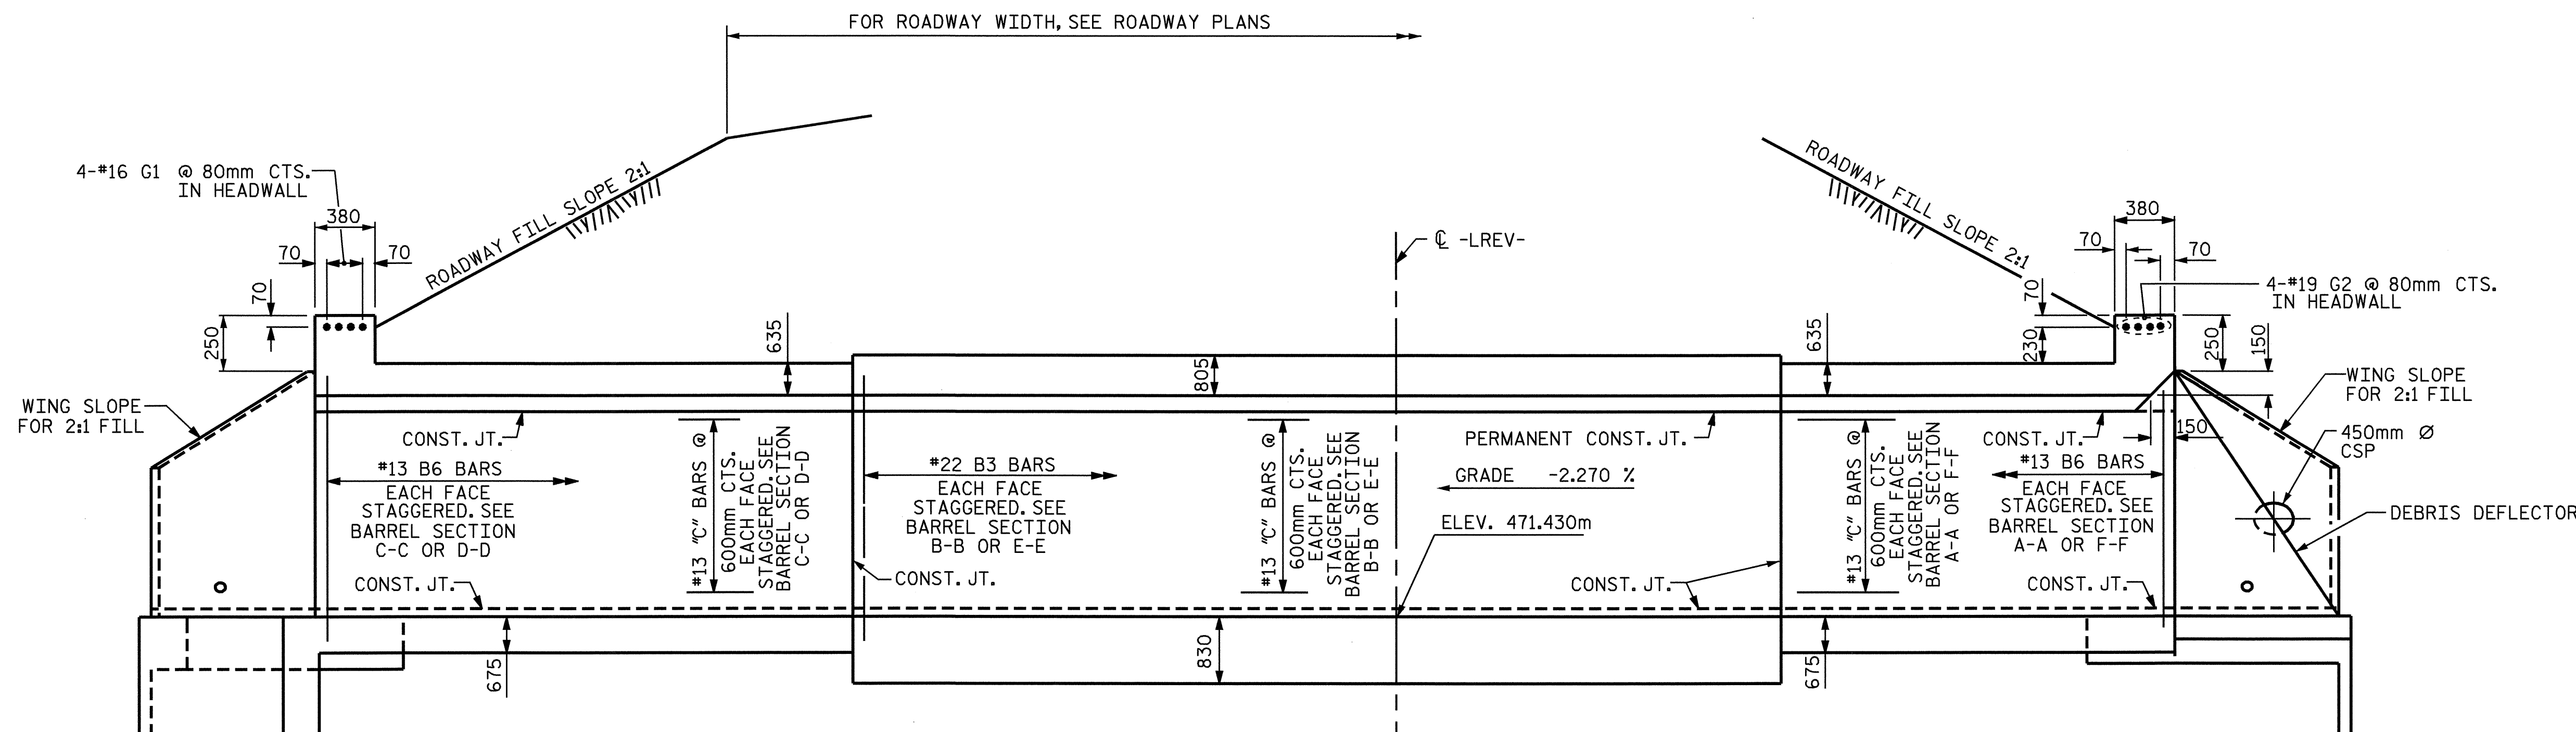 FOR ROADWAY WIDTH, SEE ROADWAY PLANS
4-#16 G1 @ 80mm CTS.
IN HEADWALL
380
70
70
70
250
ROADWAY FILL SLOPE 2:1
WING SLOPE
FOR 2:1 FILL
CONST. JT.
#13 B6 BARS
EACH FACE
STAGGERED. SEE
BARREL SECTION
C-C OR D-D
CONST. JT.
675
635
#13 "C" BARS @
600mm CTS.
EACH FACE
STAGGERED. SEE
BARREL SECTION
C-C OR D-D
#22 B3 BARS
EACH FACE
STAGGERED. SEE
BARREL SECTION
B-B OR E-E
CONST. JT.
805
830
#13 "C" BARS @
600mm CTS.
EACH FACE
STAGGERED. SEE
BARREL SECTION
B-B OR E-E
℄ -LREV-
PERMANENT CONST. JT.
GRADE -2.270 %
ELEV. 471.430m
CONST. JT.
635
675
#13 "C" BARS @
600mm CTS.
EACH FACE
STAGGERED. SEE
BARREL SECTION
A-A OR F-F
ROADWAY FILL SLOPE 2:1
380
70
70
70
230
4-#19 G2 @ 80mm CTS.
IN HEADWALL
250
150
150
CONST. JT.
#13 B6 BARS
EACH FACE
STAGGERED. SEE
BARREL SECTION
A-A OR F-F
CONST. JT.
WING SLOPE
FOR 2:1 FILL
450mm Ø
CSP
DEBRIS DEFLECTOR